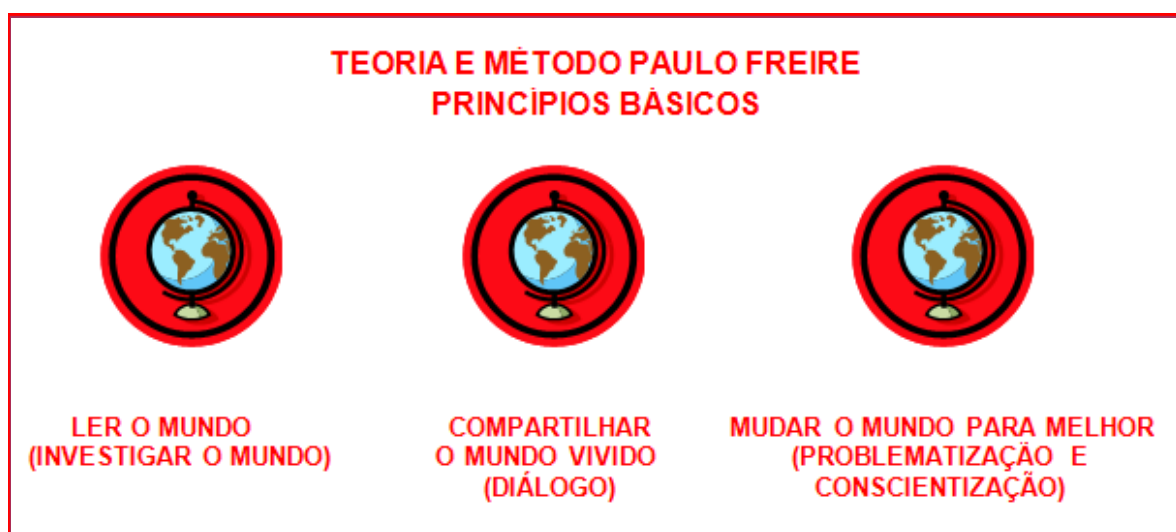 TEORIA E MÉTODO PAULO FREIRE
PRINCÍPIOS BÁSICOS
LER O MUNDO
(INVESTIGAR O MUNDO)
COMPARTILHAR
O MUNDO VIVIDO
(DIÁLOGO)
MUDAR O MUNDO PARA MELHOR
(PROBLEMATIZAÇÃO E
CONSCIENTIZAÇÃO)